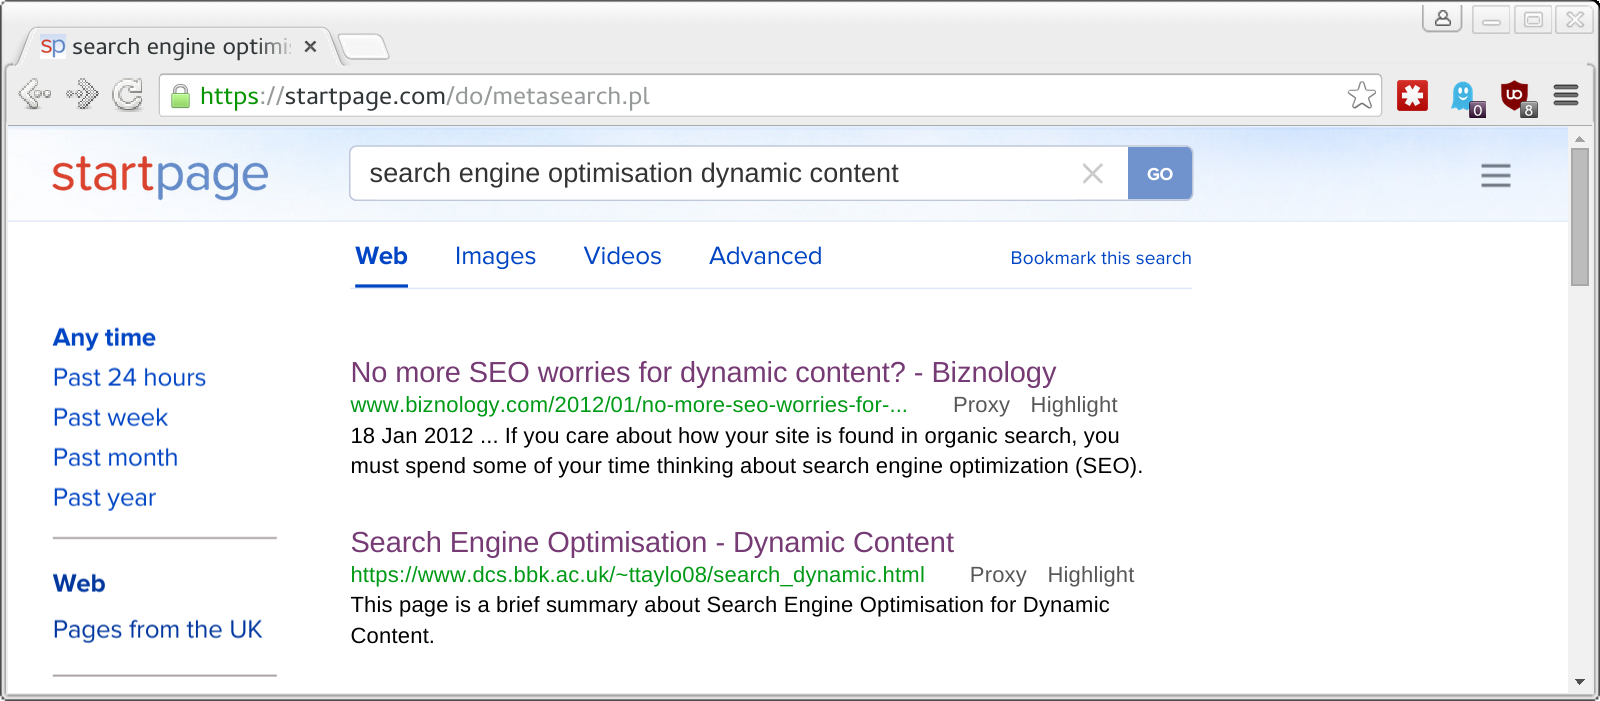 sp search engine optimi
https://startpage.com/do/metasearch.pl
0
UO
8
startpage
search engine optimisation dynamic content
GO
Web
Images
Videos
Advanced
Bookmark this search
Any time
Past 24 hours
Past week
Past month
Past year
Web
Pages from the UK
No more SEO worries for dynamic content? - Biznology
www.biznology.com/2012/01/no-more-seo-worries-for-... Proxy Highlight
18 Jan 2012 ... If you care about how your site is found in organic search, you
must spend some of your time thinking about search engine optimization (SEO).
Search Engine Optimisation - Dynamic Content
https://www.dcs.bbk.ac.uk/~ttaylo08/search_dynamic.html Proxy Highlight
This page is a brief summary about Search Engine Optimisation for Dynamic
Content.